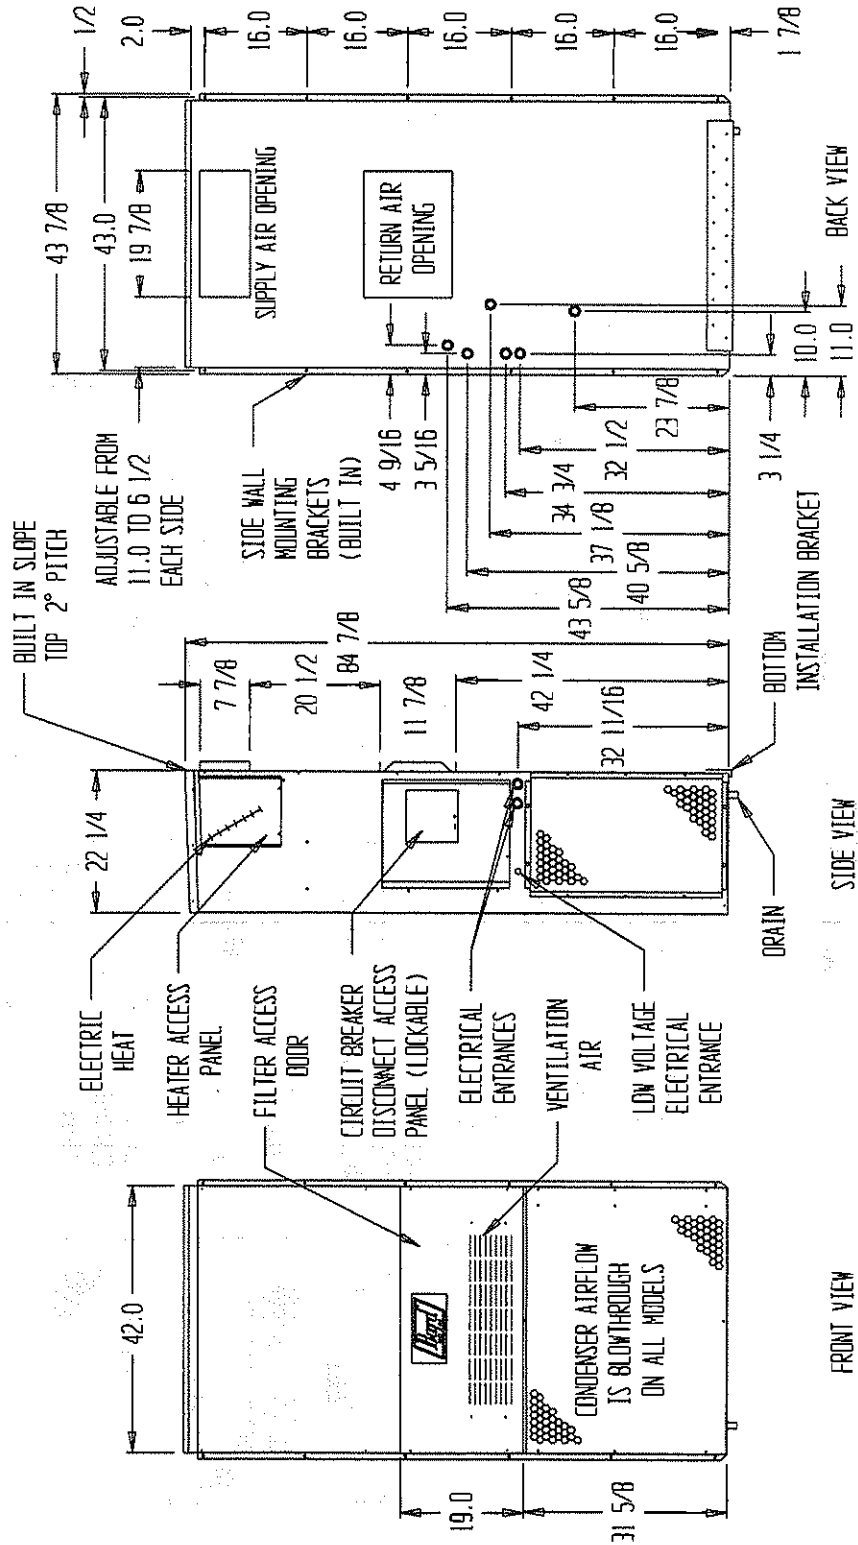 42.0
19.0
31 5/8
CONDENSER AIRFLOW
IS BLOWTHROUGH
ON ALL MODELS
FRONT VIEW
ELECTRIC
HEAT
HEATER ACCESS
PANEL
FILTER ACCESS
DOOR
CIRCUIT BREAKER
DISCONNECT ACCESS
PANEL (LOCKABLE)
ELECTRICAL
ENTRANCES
VENTILATION
AIR
LOW VOLTAGE
ELECTRICAL
ENTRANCE
22 1/4
BUILT IN SLOPE
TOP 2° PITCH
7 7/8
20 1/2
84 7/8
11 7/8
42 1/4
32 11/16
DRAIN
SIDE VIEW
BOTTOM
INSTALLATION BRACKET
ADJUSTABLE FROM
11.0 TO 6 1/2
EACH SIDE
SIDE WALL
MOUNTING
BRACKETS
(BUILT IN)
43 7/8
43.0
19 7/8
1/2
2.0
16.0
16.0
16.0
16.0
16.0
1 7/8
SUPPLY AIR OPENING
RETURN AIR
OPENING
4 9/16
3 5/16
43 5/8
40 5/8
37 1/8
34 3/4
32 1/2
23 7/8
3 1/4
10.0
11.0
BACK VIEW
Bard